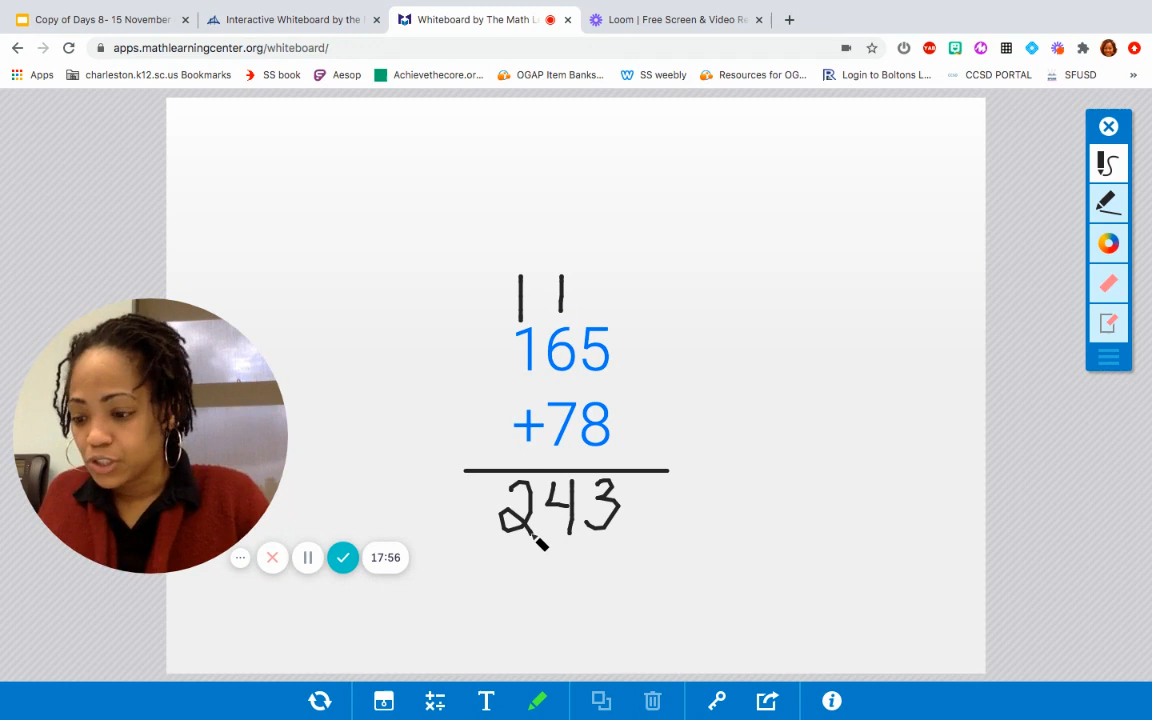 Copy of Days 8- 15 November
Interactive Whiteboard by the
Whiteboard by The Math L
Loom | Free Screen & Video Re
apps.mathlearningcenter.org/whiteboard/
YAB
Apps
charleston.k12.sc.us Bookmarks
SS book
Aesop
Achievethecore.or...
OGAP Item Banks...
SS weekly
Resources for OG...
Login to Boltons L...
CCSD PORTAL
SFUSD
»
1 1
165
+78
243
17:56
T